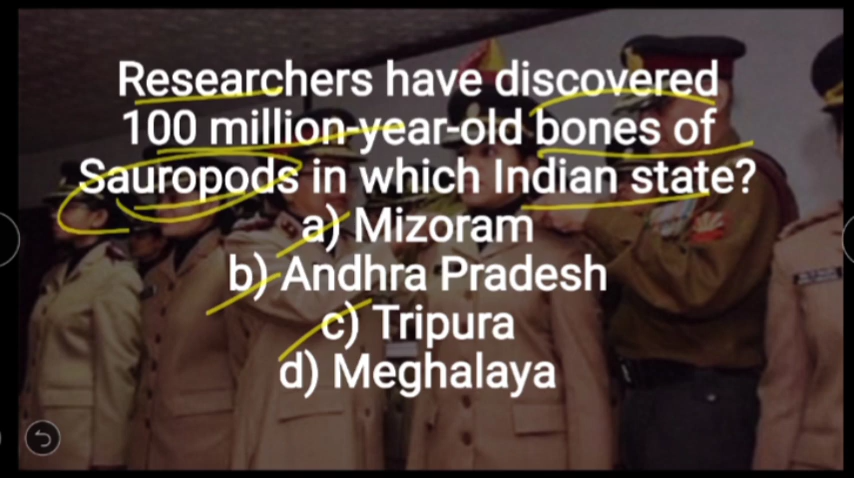 Researchers have discovered
100 million-year-old bones of
Sauropods in which Indian state?
a) Mizoram
b) Andhra Pradesh
c) Tripura
d) Meghalaya